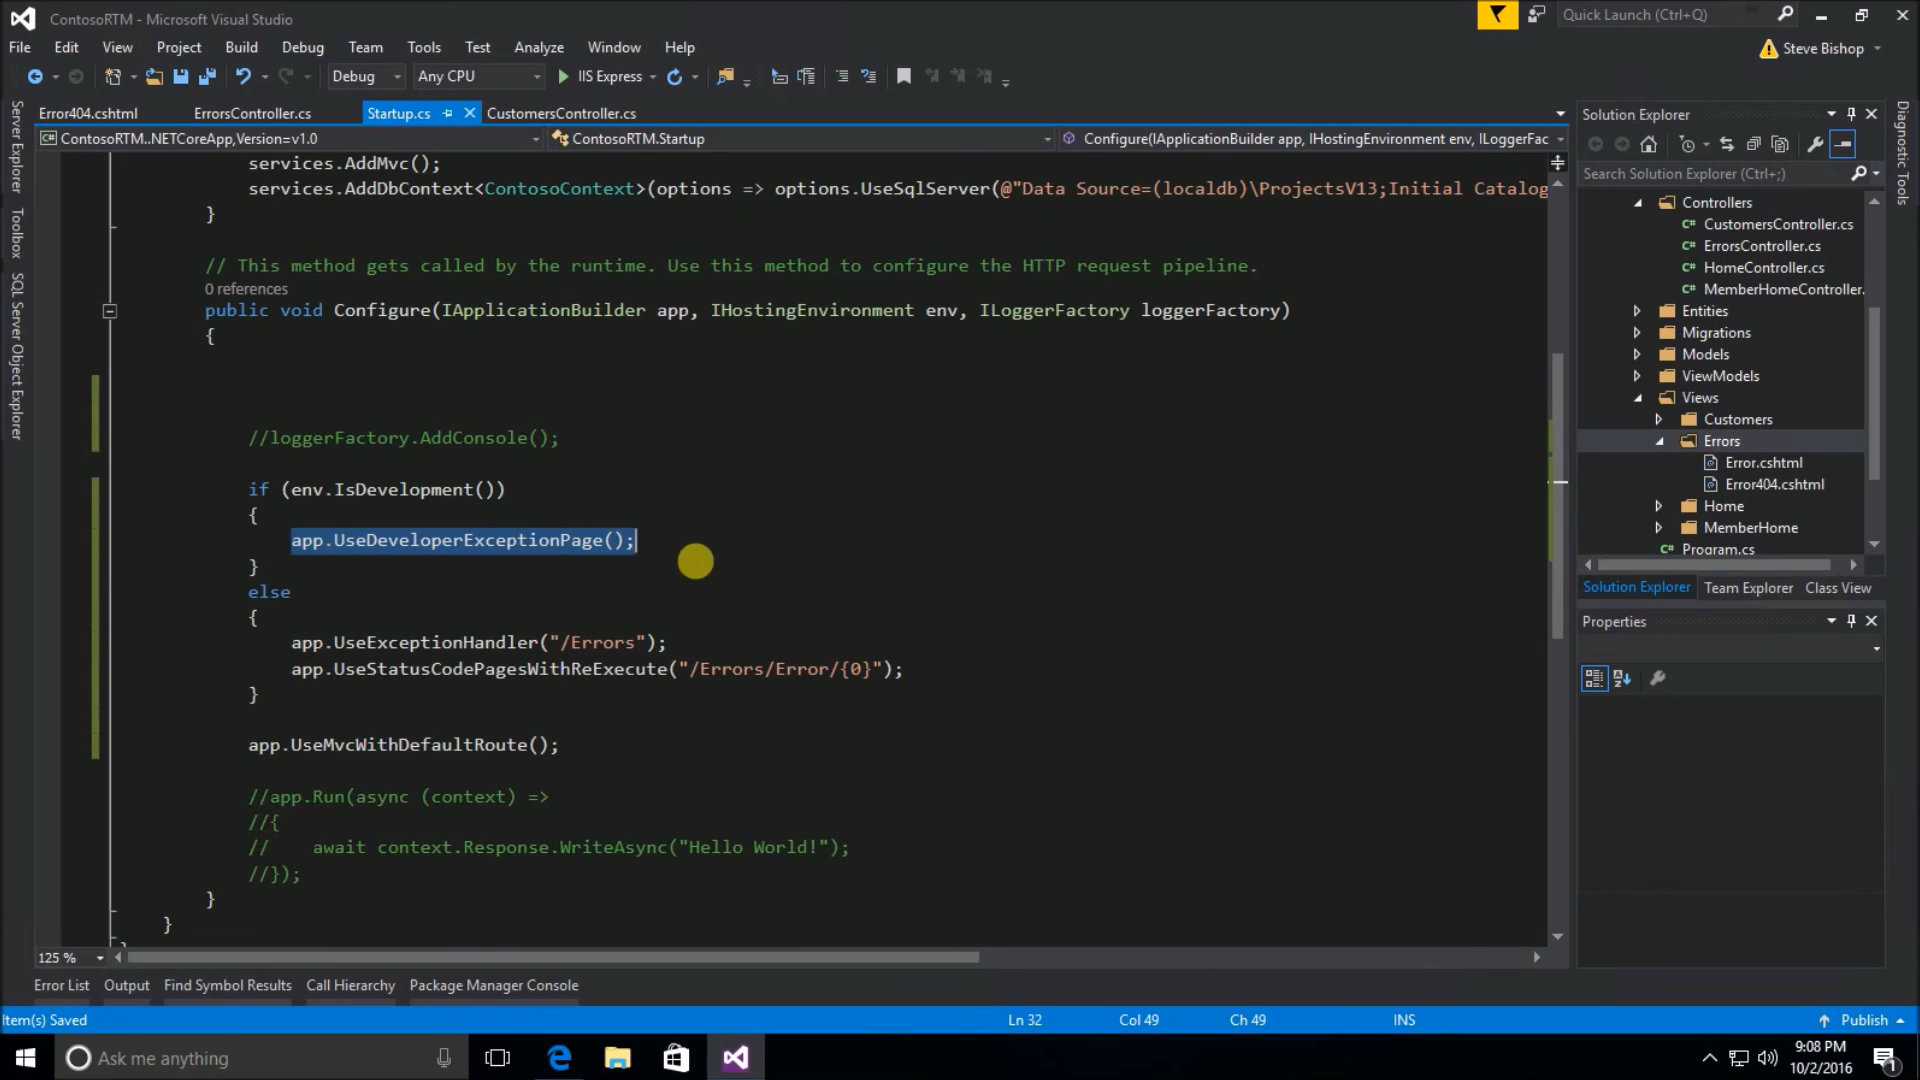 ContosoRTM - Microsoft Visual Studio
Quick Launch (Ctrl+Q)
File Edit View Project Build Debug Team Tools Test Analyze Window Help
Steve Bishop
Debug Any CPU IIS Express
Server Explorer
Toolbox
SQL Server Object Explorer
Error404.cshtml ErrorsController.cs Startup.cs CustomersController.cs
ContosoRTM..NETCoreApp,Version=v1.0 ContosoRTM.Startup Configure(IApplicationBuilder app, IHostingEnvironment env, ILoggerFac
services.AddMvc();
services.AddDbContext<ContosoContext>(options => options.UseSqlServer(@"Data Source=(localdb)\ProjectsV13;Initial Catalog
}
// This method gets called by the runtime. Use this method to configure the HTTP request pipeline.
0 references
public void Configure(IApplicationBuilder app, IHostingEnvironment env, ILoggerFactory loggerFactory)
{
//loggerFactory.AddConsole();
if (env.IsDevelopment())
{
app.UseDeveloperExceptionPage();
}
else
{
app.UseExceptionHandler("/Errors");
app.UseStatusCodePagesWithReExecute("/Errors/Error/{0}");
}
app.UseMvcWithDefaultRoute();
//app.Run(async (context) =>
//{
// await context.Response.WriteAsync("Hello World!");
//});
}
}
125 %
Solution Explorer
Search Solution Explorer (Ctrl+;)
Controllers
C# CustomersController.cs
C# ErrorsController.cs
C# HomeController.cs
C# MemberHomeController.
Entities
Migrations
Models
ViewModels
Views
Customers
Errors
Error.cshtml
Error404.cshtml
Home
MemberHome
C# Program.cs
Solution Explorer Team Explorer Class View
Properties
Diagnostic Tools
Error List Output Find Symbol Results Call Hierarchy Package Manager Console
Item(s) Saved Ln 32 Col 49 Ch 49 INS Publish
Ask me anything
9:08 PM
10/2/2016
1